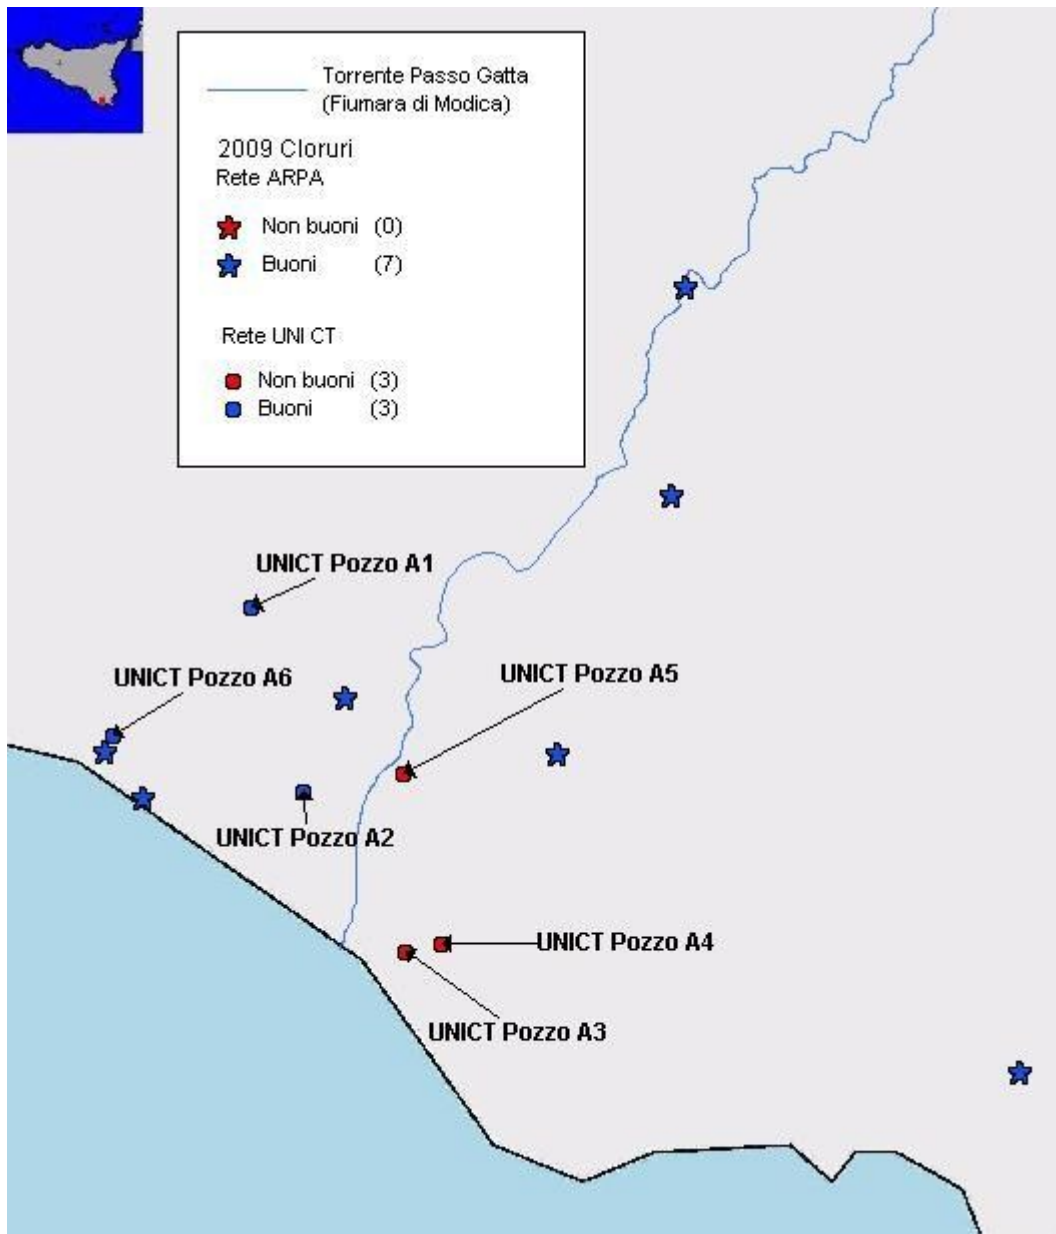 Torrente Passo Gatta
(Fiumara di Modica)
2009 Cloruri
Rete ARPA
Non buoni (0)
Buoni (7)
Rete UNI CT
Non buoni (3)
Buoni (3)
UNICT Pozzo A1
UNICT Pozzo A6
UNICT Pozzo A5
UNICT Pozzo A2
UNICT Pozzo A4
UNICT Pozzo A3